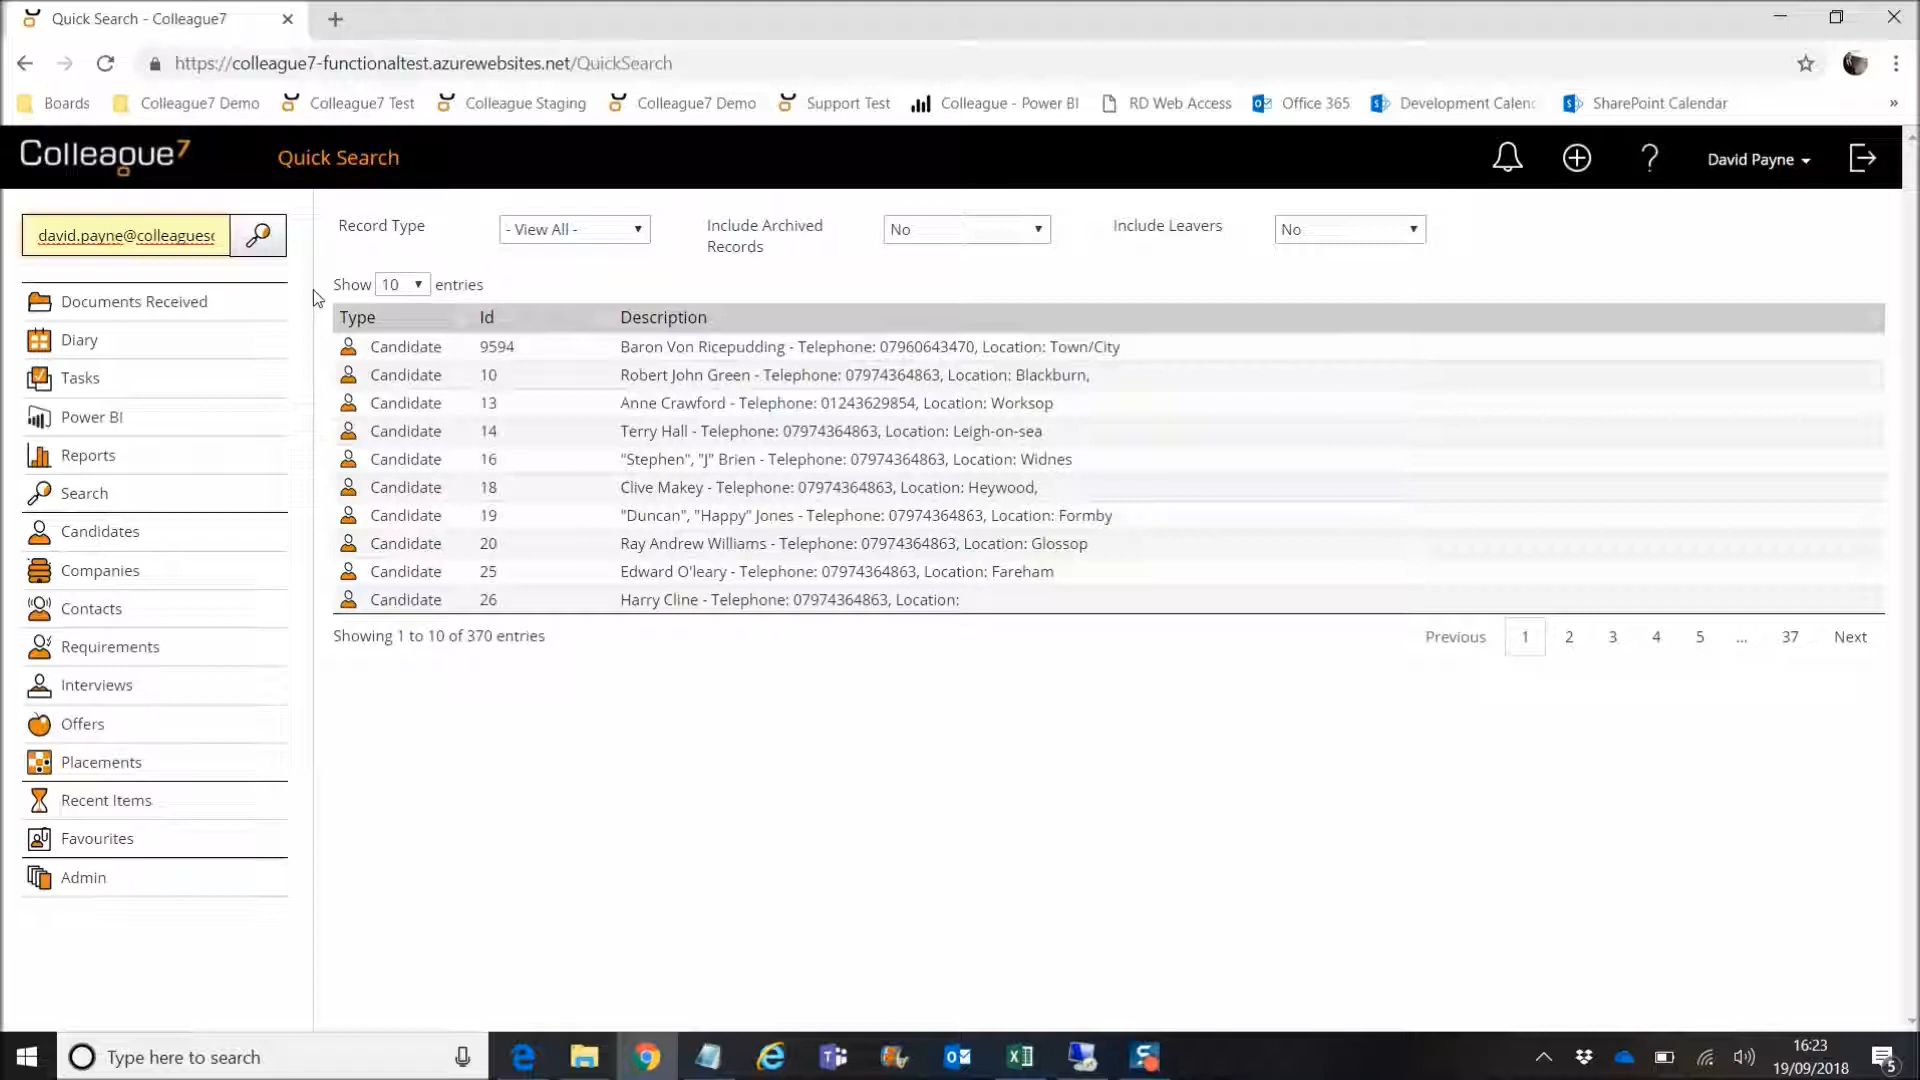 Quick Search - Colleague7
https://colleague7-functionaltest.azurewebsites.net/QuickSearch
Boards Colleague7 Demo Colleague7 Test Colleague Staging Colleague7 Demo Support Test Colleague - Power BI RD Web Access Office 365 Development Calenc SharePoint Calendar »
Colleague7 Quick Search ? David Payne
david.payne@colleaguesc
Record Type - View All - Include Archived Records No Include Leavers No
Show 10 entries
Documents Received
Diary
Tasks
Power BI
Reports
Search
Candidates
Companies
Contacts
Requirements
Interviews
Offers
Placements
Recent Items
Favourites
Admin
Type Id Description
Candidate 9594 Baron Von Ricepudding - Telephone: 07960643470, Location: Town/City
Candidate 10 Robert John Green - Telephone: 07974364863, Location: Blackburn,
Candidate 13 Anne Crawford - Telephone: 01243629854, Location: Worksop
Candidate 14 Terry Hall - Telephone: 07974364863, Location: Leigh-on-sea
Candidate 16 "Stephen", "J" Brien - Telephone: 07974364863, Location: Widnes
Candidate 18 Clive Makey - Telephone: 07974364863, Location: Heywood,
Candidate 19 "Duncan", "Happy" Jones - Telephone: 07974364863, Location: Formby
Candidate 20 Ray Andrew Williams - Telephone: 07974364863, Location: Glossop
Candidate 25 Edward O'leary - Telephone: 07974364863, Location: Fareham
Candidate 26 Harry Cline - Telephone: 07974364863, Location:
Showing 1 to 10 of 370 entries
Previous 1 2 3 4 5 ... 37 Next
Type here to search
16:23
19/09/2018
5